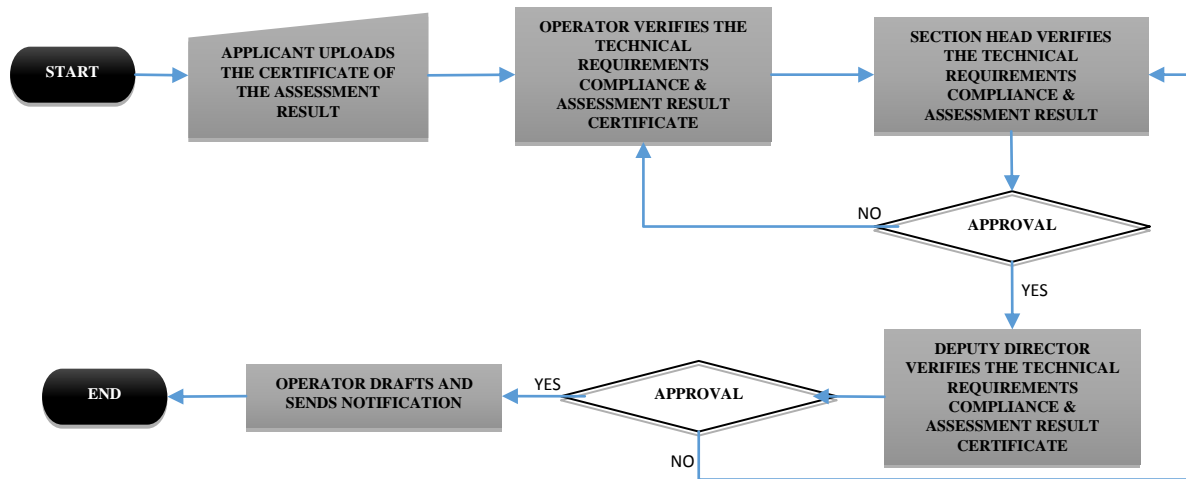 START
APPLICANT UPLOADS
THE CERTIFICATE OF
THE ASSESSMENT
RESULT
OPERATOR VERIFIES THE
TECHNICAL
REQUIREMENTS
COMPLIANCE &
ASSESSMENT RESULT
CERTIFICATE
SECTION HEAD VERIFIES
THE TECHNICAL
REQUIREMENTS
COMPLIANCE &
ASSESSMENT RESULT
NO
APPROVAL
YES
DEPUTY DIRECTOR
VERIFIES THE TECHNICAL
REQUIREMENTS
COMPLIANCE &
ASSESSMENT RESULT
CERTIFICATE
APPROVAL
NO
YES
OPERATOR DRAFTS AND
SENDS NOTIFICATION
END